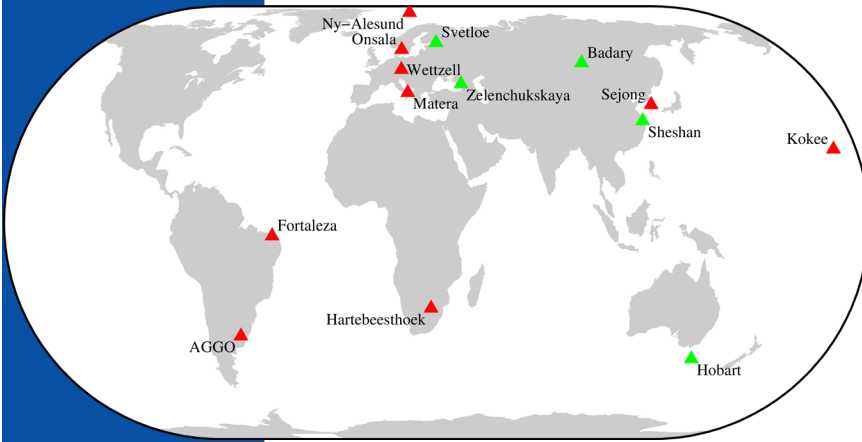 Ny-Alesund
Onsala
Svetloe
Badary
Wettzell
Zelenchukskaya
Matera
Sejong
Sheshan
Kokee
Fortaleza
Hartebeesthoek
AGGO
Hobart